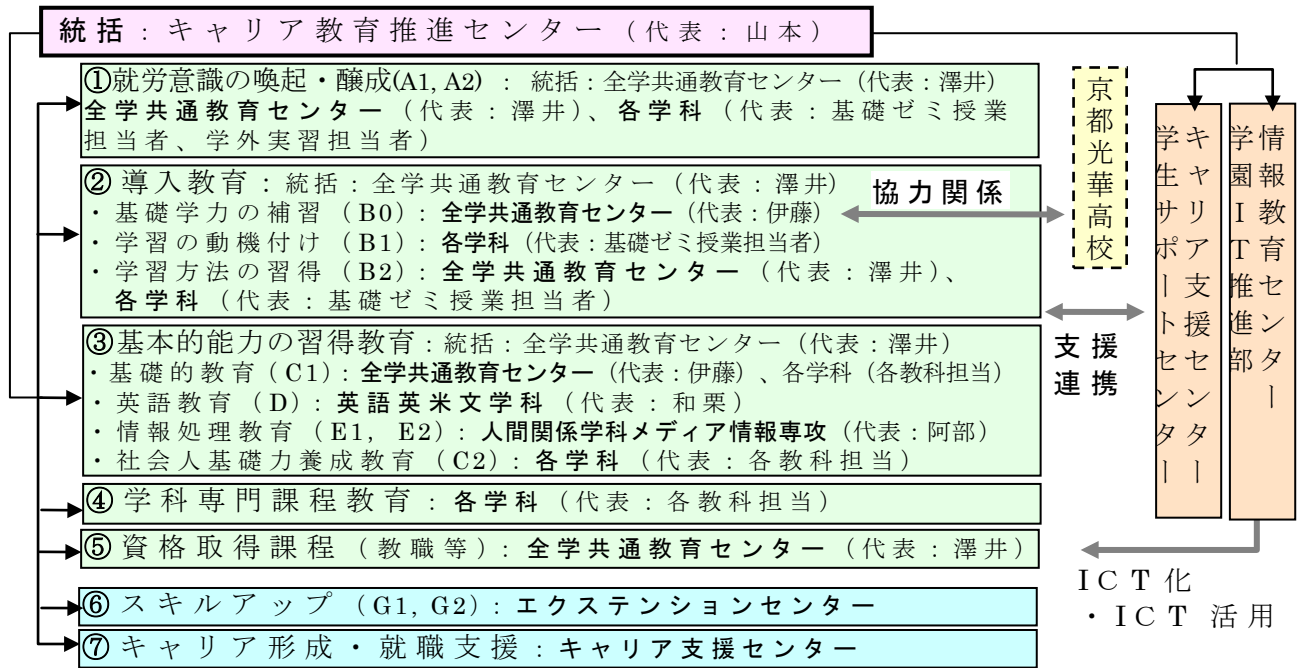 統括：キャリア教育推進センター（代表：山本）
①就労意識の喚起・醸成(A1, A2)：統括：全学共通教育センター（代表：澤井）
全学共通教育センター（代表：澤井）、各学科（代表：基礎ゼミ授業
担当者、学外実習担当者）
②導入教育：統括：全学共通教育センター（代表：澤井）
・基礎学力の補習（B0）：全学共通教育センター（代表：伊藤）
・学習の動機付け（B1）：各学科（代表：基礎ゼミ授業担当者）
・学習方法の習得（B2）：全学共通教育センター（代表：澤井）、
各学科（代表：基礎ゼミ授業担当者）
協力関係
京都光華高校
③基本的能力の習得教育：統括：全学共通教育センター（代表：澤井）
・基礎的教育（C1）：全学共通教育センター（代表：伊藤）、各学科（各教科担当）
・英語教育（D）：英語英米文学科（代表：和栗）
・情報処理教育（E1, E2）：人間関係学科メディア情報専攻（代表：阿部）
・社会人基礎力養成教育（C2）：各学科（代表：各教科担当）
支援
連携
④学科専門課程教育：各学科（代表：各教科担当）
⑤資格取得課程（教職等）：全学共通教育センター（代表：澤井）
⑥スキルアップ（G1, G2）：エクステンションセンター
⑦キャリア形成・就職支援：キャリア支援センター
情報教育センター
学園IT推進部
キャリア支援センター
学生サポートセンター
ICT化
・ICT活用